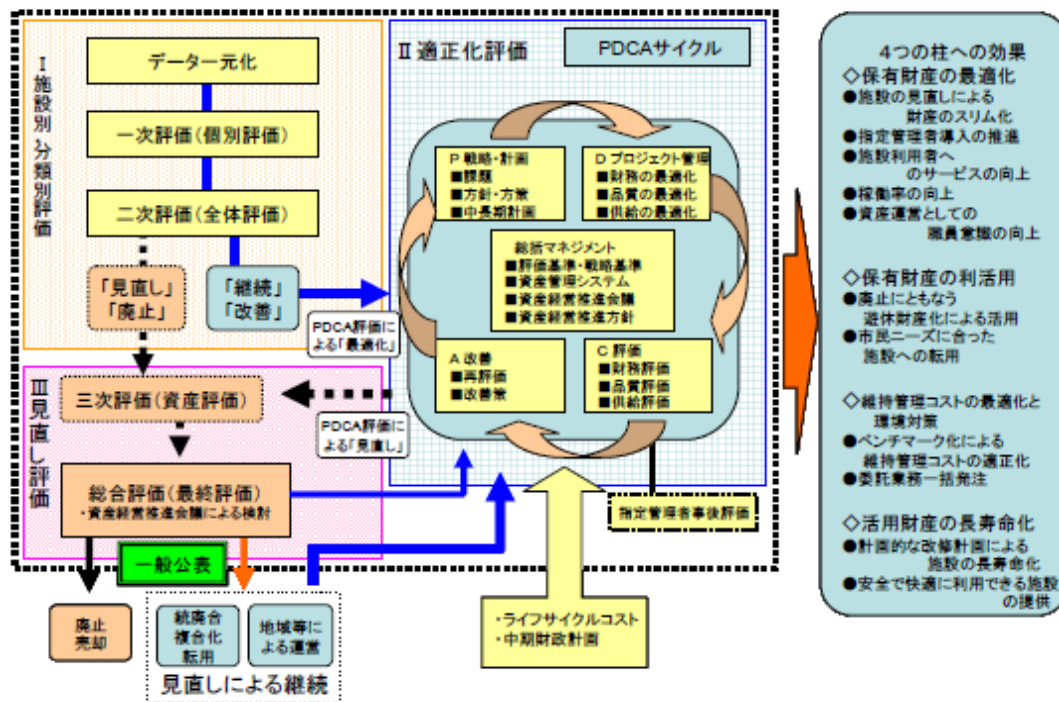 Ⅰ施設別・分類別評価
データ一元化
一次評価(個別評価)
二次評価(全体評価)
「見直し」
「廃止」
「継続」
「改善」
Ⅱ適正化評価
PDCAサイクル
P 戦略・計画
■課題
■方針・方策
■中長期計画
D プロジェクト管理
■財務の最適化
■品質の最適化
■供給の最適化
総括マネジメント
■評価基準・戦略基準
■資産管理システム
■資産経営推進会議
■資産経営推進方針
A 改善
■再評価
■改善策
C 評価
■財務評価
■品質評価
■供給評価
PDCA評価に
よる「最適化」
PDCA評価に
よる「見直し」
Ⅲ見直し評価
三次評価(資産評価)
総合評価(最終評価)
・資産経営推進会議による検討
一般公表
指定管理者事後評価
廃止
売却
統廃合
複合化
転用
地域等に
よる運営
見直しによる継続
・ライフサイクルコスト
・中期財政計画
4つの柱への効果
◇保有財産の最適化
●施設の見直しによる
財産のスリム化
●指定管理者導入の推進
●施設利用者へ
のサービスの向上
●稼働率の向上
●資産運営としての
職員意識の向上
◇保有財産の利活用
●廃止にともなう
遊休財産化による活用
●市民ニーズに合った
施設への転用
◇維持管理コストの最適化と
環境対策
●ベンチマーク化による
維持管理コストの適正化
●委託業務一括発注
◇活用財産の長寿命化
●計画的な改修計画による
施設の長寿命化
●安全で快適に利用できる施設
の提供